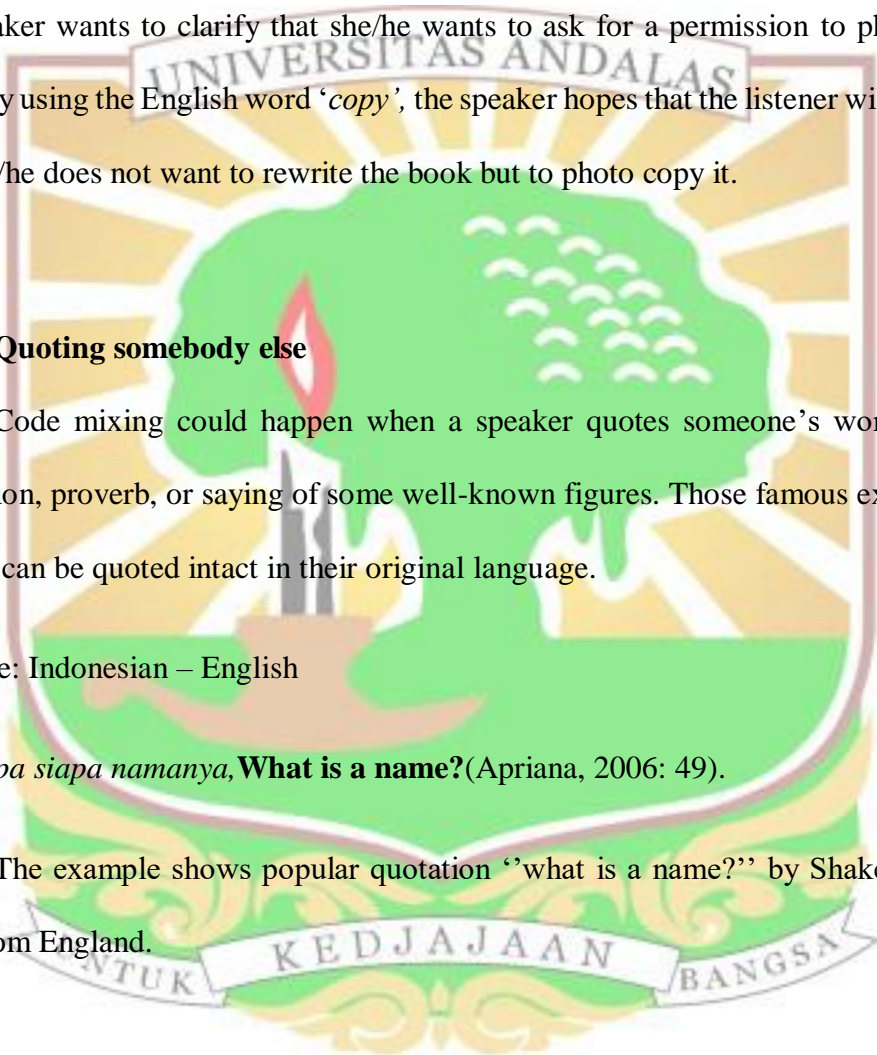 aker wants to clarify that she/he wants to ask for a permission to ph
UNIVERSITAS ANDALAS
y using the English word ‘copy’, the speaker hopes that the listener wi
/he does not want to rewrite the book but to photo copy it.
Quoting somebody else
Code mixing could happen when a speaker quotes someone’s wor
ion, proverb, or saying of some well-known figures. Those famous ex
can be quoted intact in their original language.
e: Indonesian – English
pa siapa namanya,What is a name?(Apriana, 2006: 49).
The example shows popular quotation ‘’what is a name?’’ by Shake
om England.
UNTUK KEDJAJAAN BANGSA